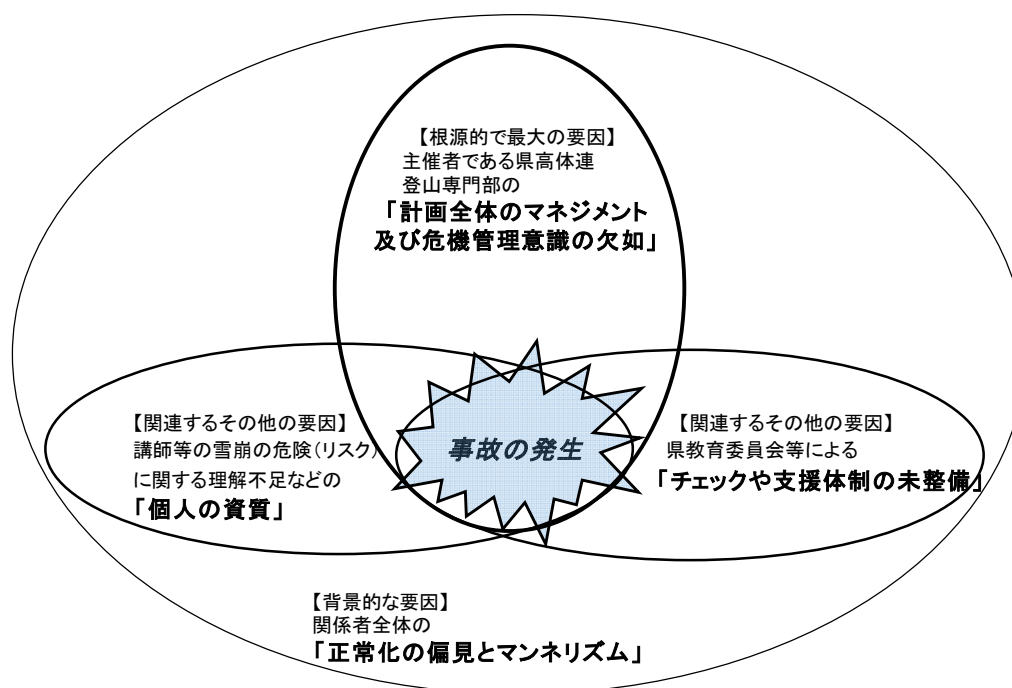 【根源的で最大の要因】
主催者である県高体連
登山専門部の
「計画全体のマネジメント
及び危機管理意識の欠如」
事故の発生
【関連するその他の要因】
講師等の雪崩の危険(リスク)
に関する理解不足などの
「個人の資質」
【関連するその他の要因】
県教育委員会等による
「チェックや支援体制の未整備」
【背景的な要因】
関係者全体の
「正常化の偏見とマンネリズム」